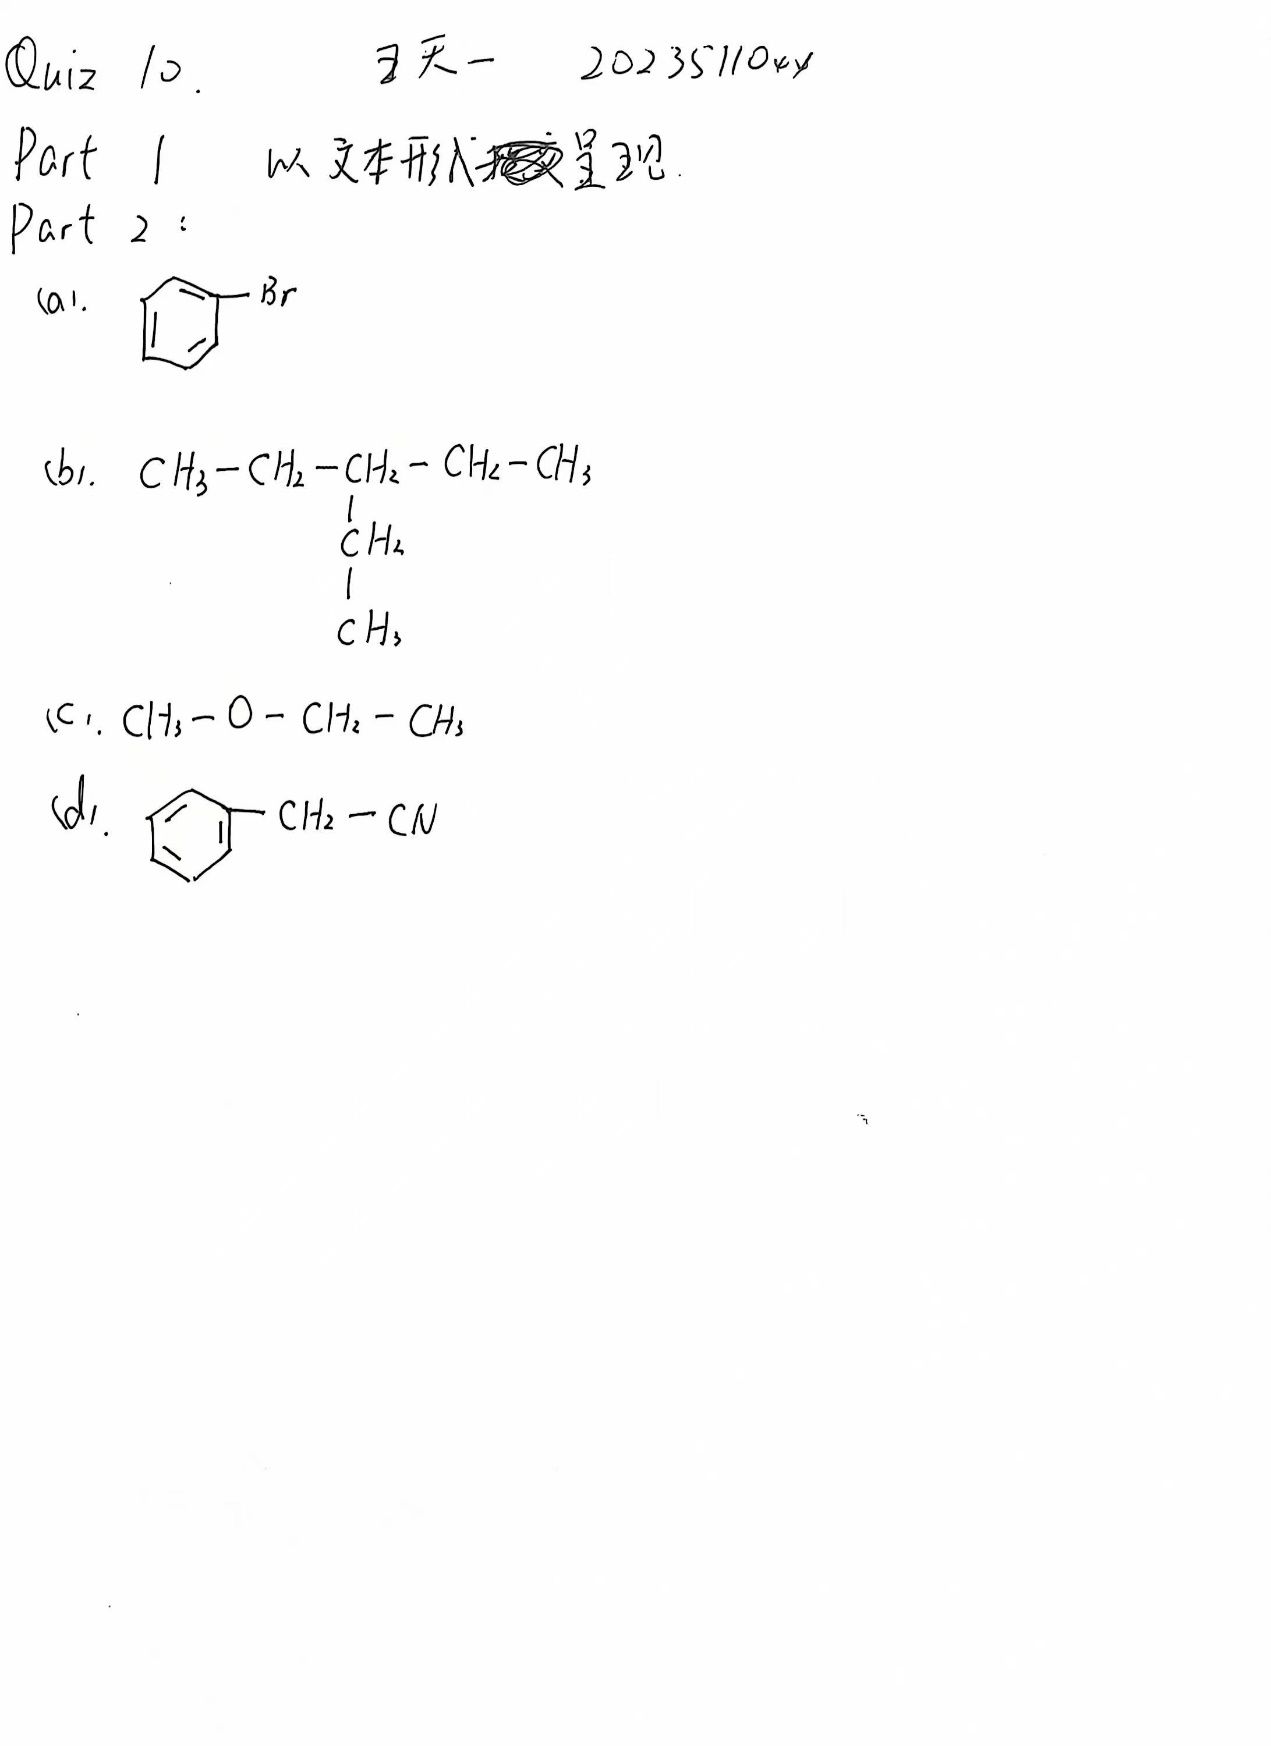 Quiz 10. 王天一 2023511044
Part 1 以文本形式呈现.
Part 2:
(a). Br
(b). CH₃-CH₂-CH₂-CH₂-CH₃
CH₂
CH₃
(c). CH₃-O-CH₂-CH₃
(d). CH₂-CN